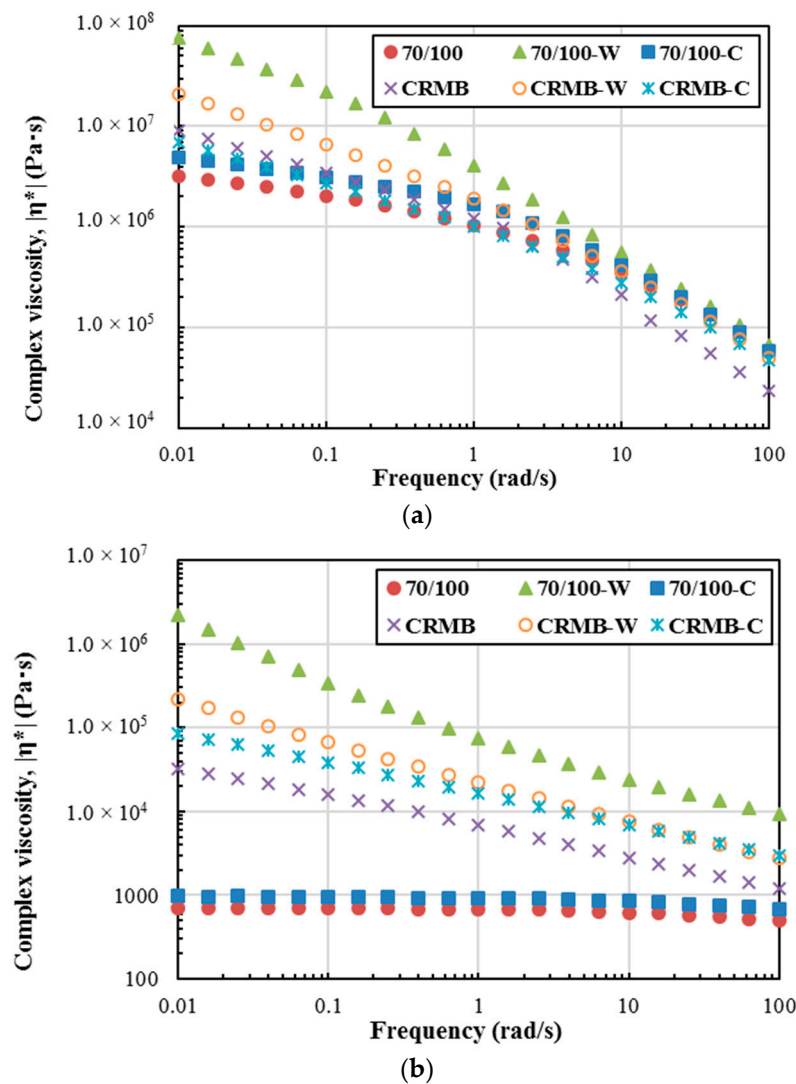 1.0 × 10⁸
1.0 × 10⁷
1.0 × 10⁶
1.0 × 10⁵
1.0 × 10⁴
Complex viscosity, |η*| (Pa·s)
70/100 70/100-W 70/100-C
CRMB CRMB-W CRMB-C
0.01 0.1 1 10 100
Frequency (rad/s)
(a)
1.0 × 10⁷
1.0 × 10⁶
1.0 × 10⁵
1.0 × 10⁴
1000
100
Complex viscosity, |η*| (Pa·s)
70/100 70/100-W 70/100-C
CRMB CRMB-W CRMB-C
0.01 0.1 1 10 100
Frequency (rad/s)
(b)